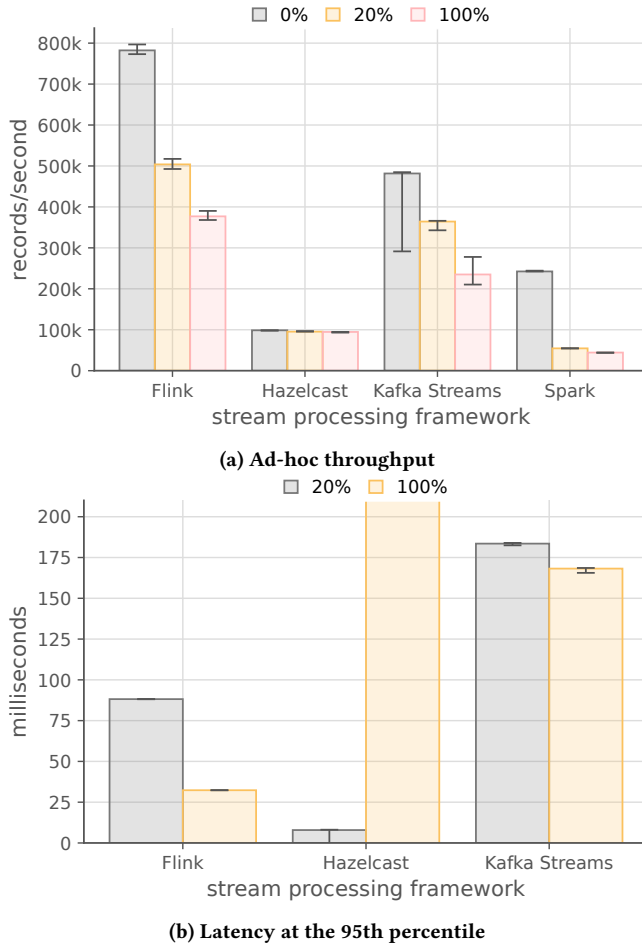 0% 20% 100%
800k
700k
600k
500k
400k
300k
200k
100k
0
records/second
Flink Hazelcast Kafka Streams Spark
stream processing framework
(a) Ad-hoc throughput
20% 100%
200
175
150
125
100
75
50
25
0
milliseconds
Flink Hazelcast Kafka Streams
stream processing framework
(b) Latency at the 95th percentile